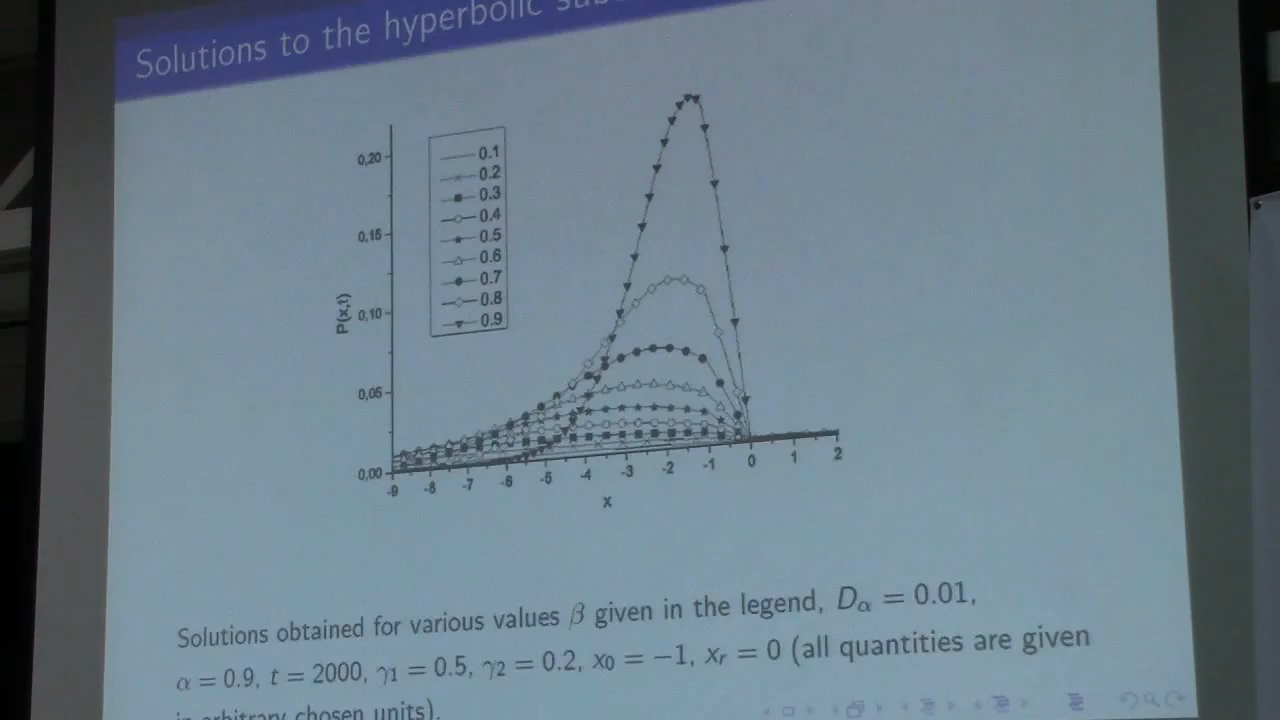 Solutions to the hyperbolic
0,20
0,15
0,10
0,05
0,00
P(x,t)
0.1
0.2
0.3
0.4
0.5
0.6
0.7
0.8
0.9
-9 -8 -7 -6 -5 -4 -3 -2 -1 0 1 2
x
Solutions obtained for various values β given in the legend, Dα = 0.01,
α = 0.9, t = 2000, γ1 = 0.5, γ2 = 0.2, x0 = −1, xr = 0 (all quantities are given
in arbitrary chosen units).